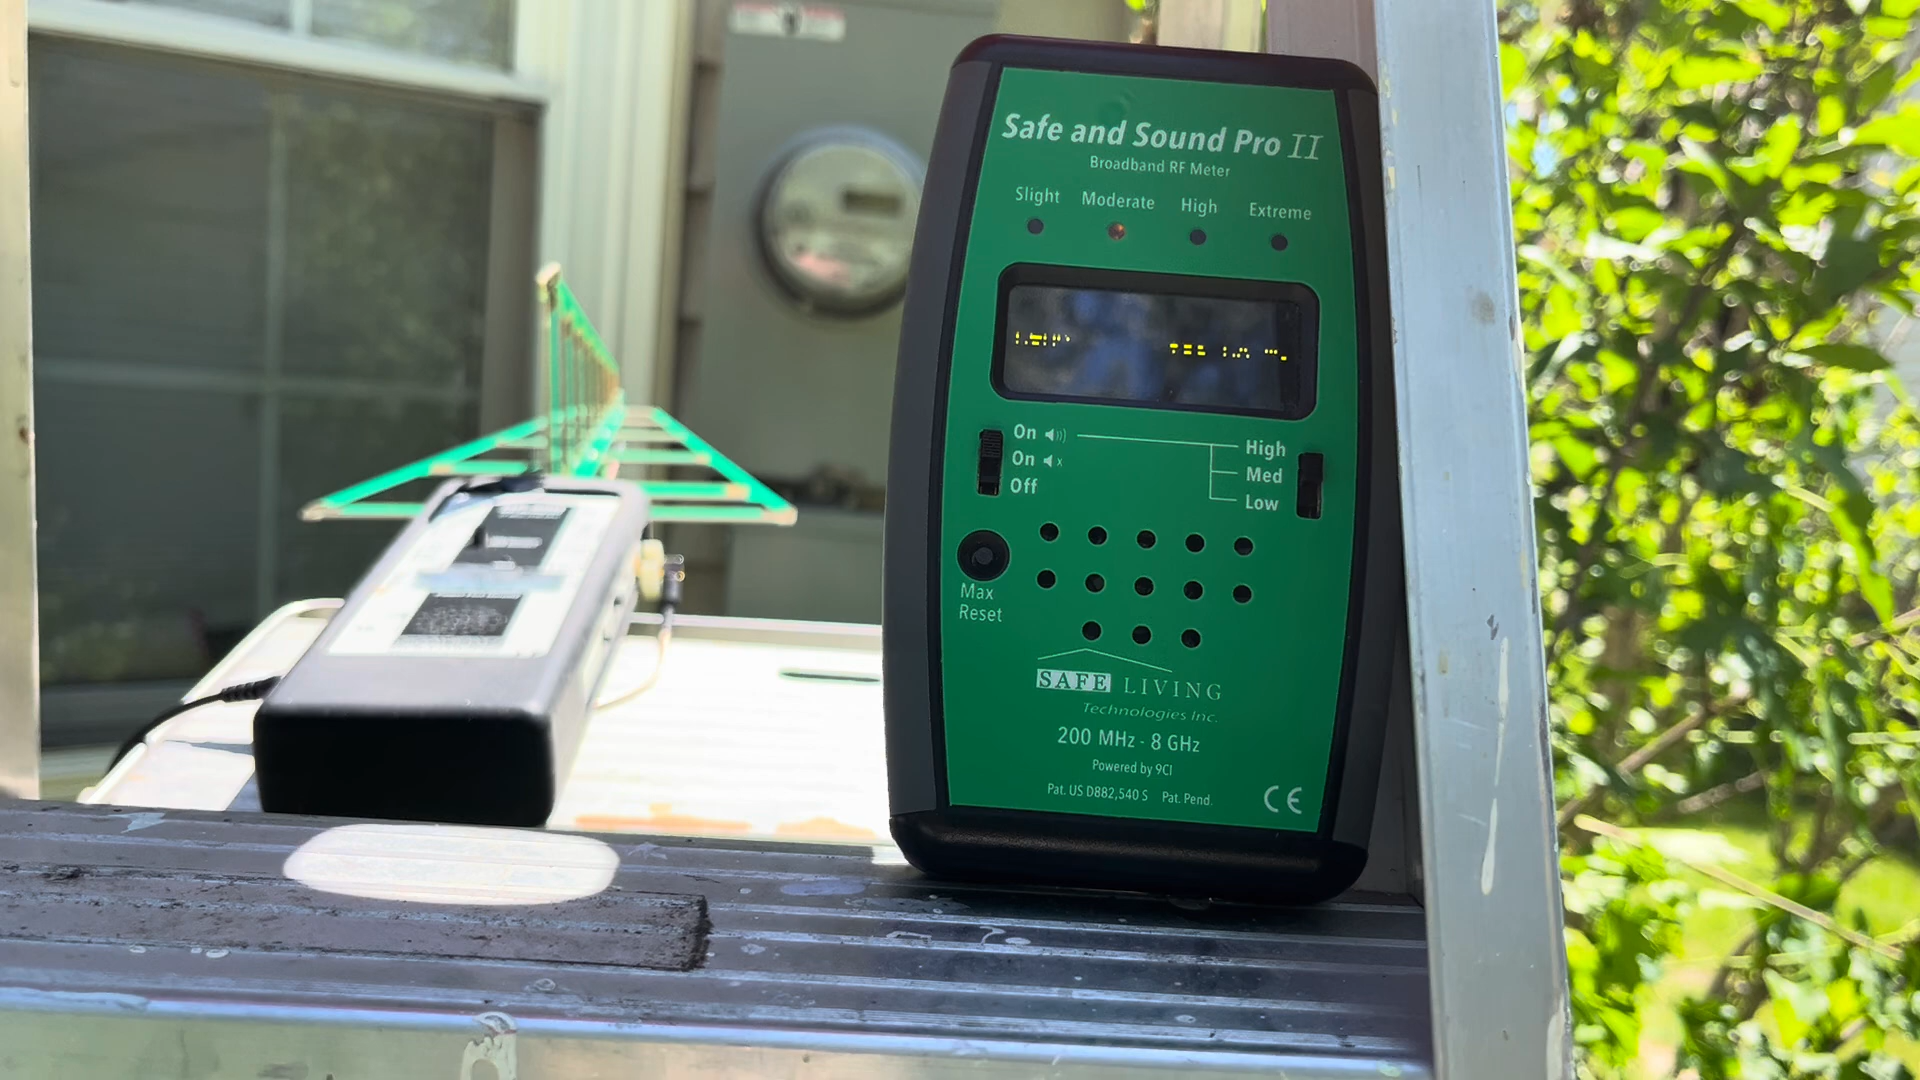 Safe and Sound Pro II
Broadband RF Meter
Slight Moderate High Extreme
On High
On Med
Off Low
Max
Reset
SAFE LIVING
Technologies Inc.
200 MHz - 8 GHz
Powered by 9CI
Pat. US D882,540 S Pat. Pend.
CE